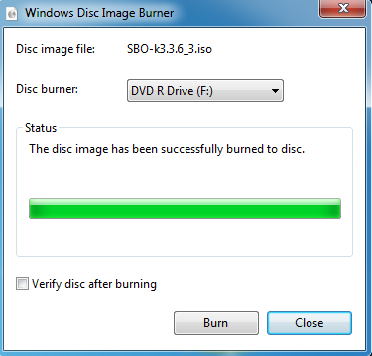 Windows Disc Image Burner
Disc image file: SBO-k3.3.6_3.iso
Disc burner: DVD R Drive (F:)
Status
The disc image has been successfully burned to disc.
Verify disc after burning
Burn Close